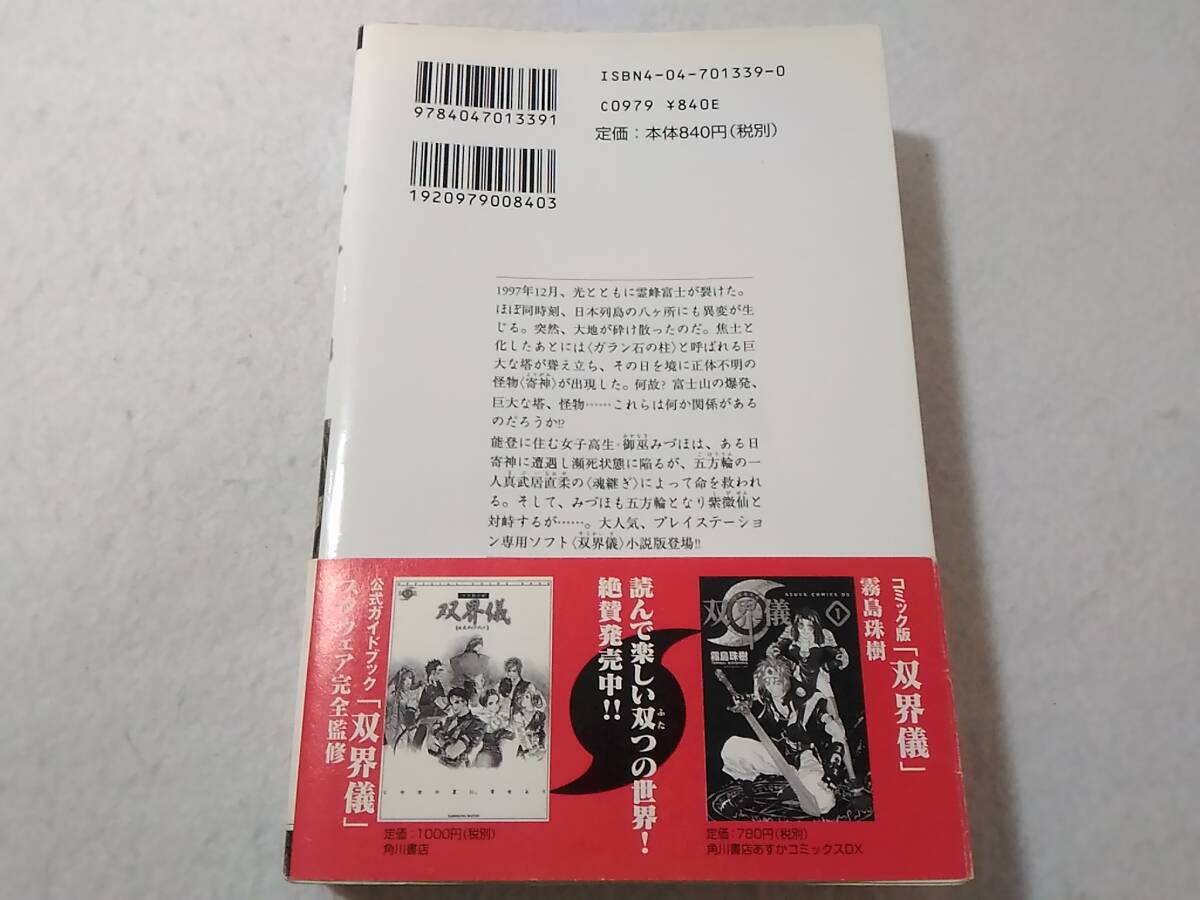 ISBN4-04-701339-0
9784047013391
C0979 ¥840E
定価：本体840円（税別）
1920979008403
1997年12月、光とともに霊峰富士が裂けた。
ほぼ同時刻、日本列島の八ヶ所にも異変が生
じる。突然、大地が砕け散ったのだ。焦土と
化したあとには〈ガラン石の柱〉と呼ばれる巨
大な塔が聳え立ち、その日を境に正体不明の
怪物〈寄神〉が出現した。何故? 富士山の爆発、
巨大な塔、怪物……これらは何か関係がある
のだろうか!?
能登に住む女子高生・御巫みづほは、ある日
寄神に遭遇し瀕死状態に陥るが、五方輪の一
人真武居直柔の〈魂継ぎ〉によって命を救われ
る。そして、みづほも五方輪となり紫微仙と
対峙するが……。大人気、プレイステーショ
ン専用ソフト〈双界儀〉小説版登場!!
コミック版「双界儀」
霧島珠樹
ASUKA COMICS DX
双界儀
1
霧島珠樹
定価：780円（税別）
角川書店あすかコミックスDX
読んで楽しい双つの世界！
ふた
絶賛発売中!!
公式ガイドブック「双界儀」
スクウェア完全監修
双界儀
定価：1000円（税別）
角川書店